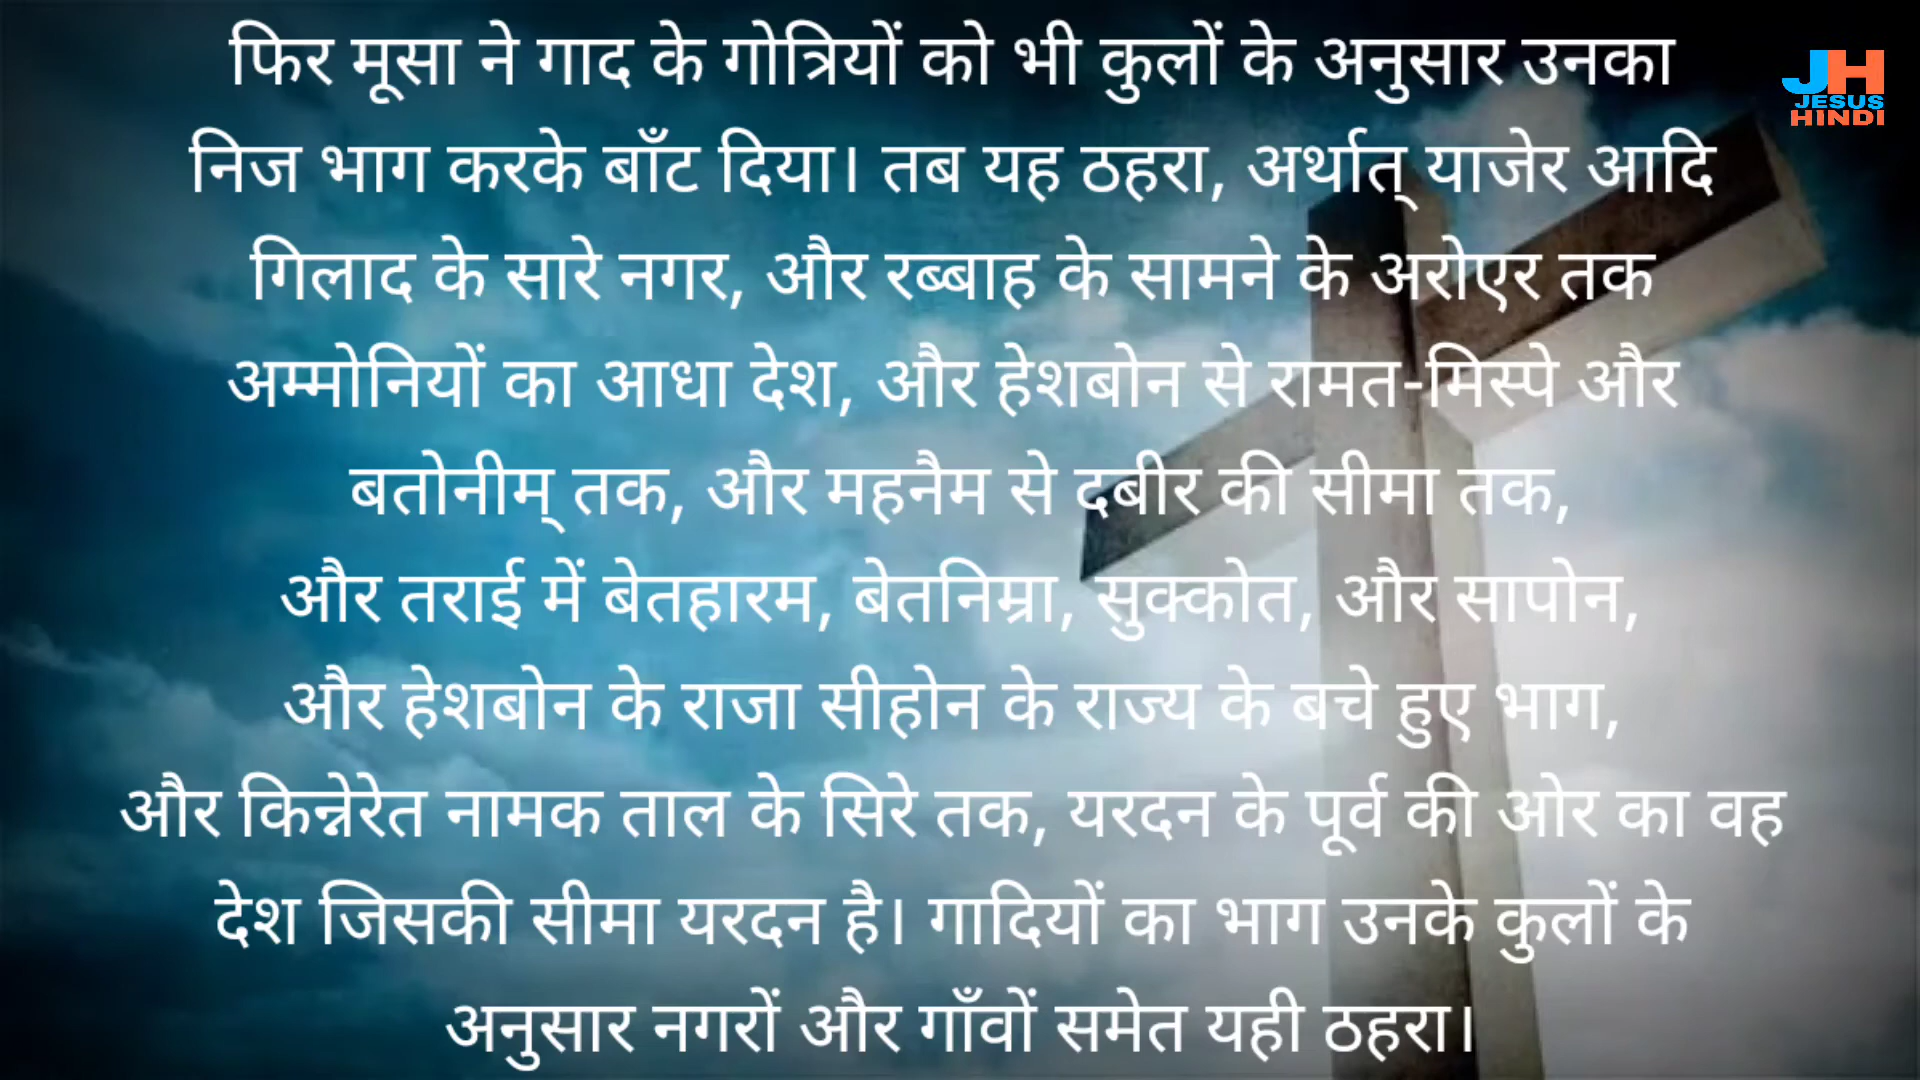 फिर मूसा ने गाद के गोत्रियों को भी कुलों के अनुसार उनका
निज भाग करके बाँट दिया। तब यह ठहरा, अर्थात् याजेर आदि
गिलाद के सारे नगर, और रब्बाह के सामने के अरोएर तक
अम्मोनियों का आधा देश, और हेशबोन से रामत-मिस्पे और
बतोनीम् तक, और महनैम से दबीर की सीमा तक,
और तराई में बेतहारम, बेतनिम्रा, सुक्कोत, और सापोन,
और हेशबोन के राजा सीहोन के राज्य के बचे हुए भाग,
और किन्नेरेत नामक ताल के सिरे तक, यरदन के पूर्व की ओर का वह
देश जिसकी सीमा यरदन है। गादियों का भाग उनके कुलों के
अनुसार नगरों और गाँवों समेत यही ठहरा।
JH
JESUS
HINDI